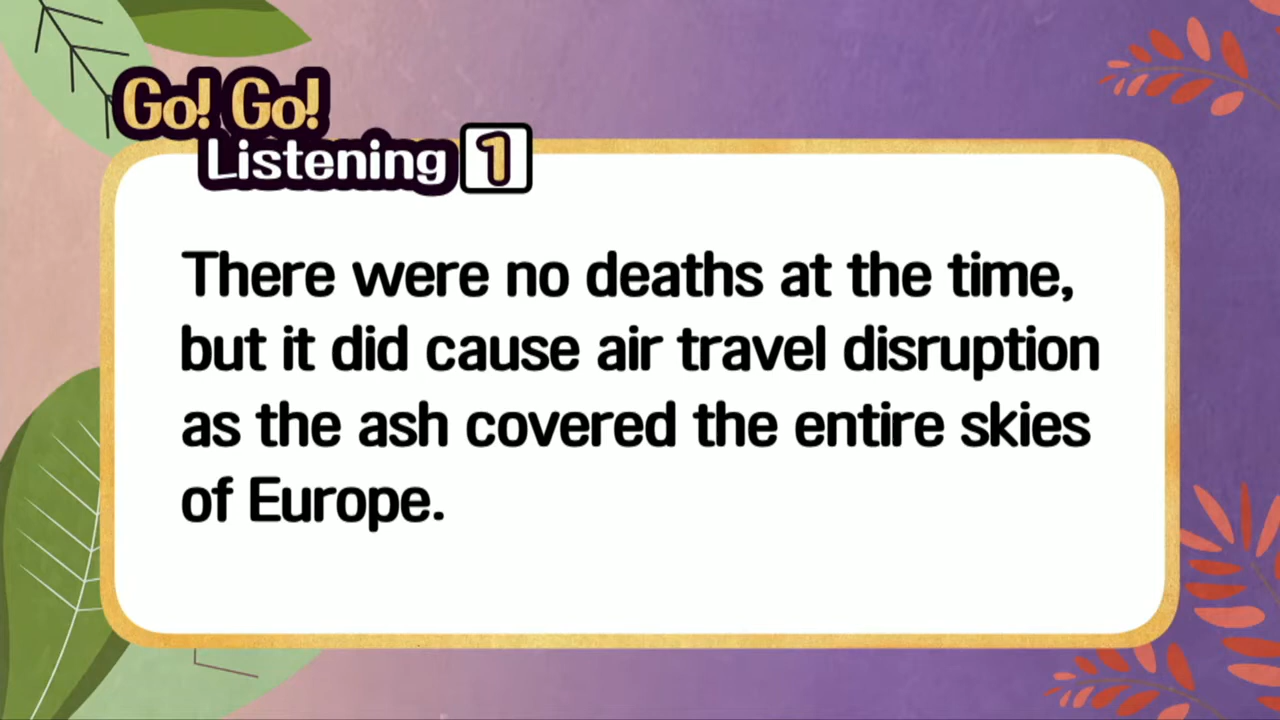 Go! Go!
Listening 1
There were no deaths at the time,
but it did cause air travel disruption
as the ash covered the entire skies
of Europe.